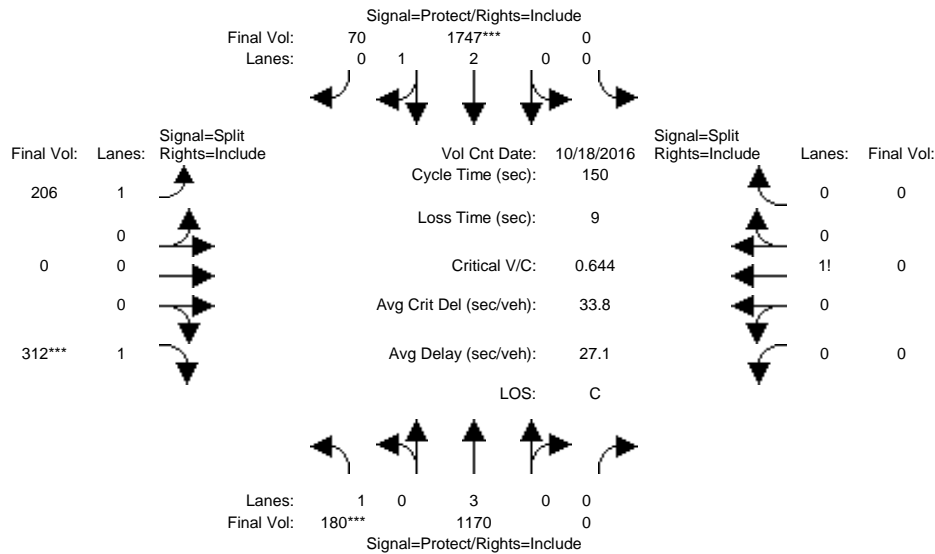 Signal=Protect/Rights=Include
Final Vol: 70 1747*** 0
Lanes: 0 1 2 0 0
Signal=Split Signal=Split
Final Vol: Lanes: Rights=Include Vol Cnt Date: 10/18/2016 Rights=Include Lanes: Final Vol:
Cycle Time (sec): 150
206 1 0 0
Loss Time (sec): 9
0 0
0 0 Critical V/C: 0.644 1! 0
0 Avg Crit Del (sec/veh): 33.8 0
312*** 1 Avg Delay (sec/veh): 27.1 0 0
LOS: C
Lanes: 1 0 3 0 0
Final Vol: 180*** 1170 0
Signal=Protect/Rights=Include